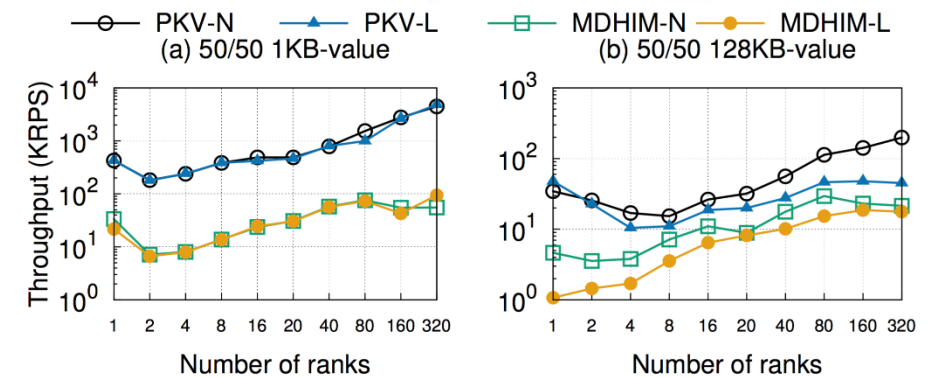 PKV-N PKV-L MDHIM-N MDHIM-L
(a) 50/50 1KB-value (b) 50/50 128KB-value
Throughput (KRPS)
10^4
10^3
10^2
10^1
10^0
1 2 4 8 16 20 40 80 160 320
Number of ranks
10^3
10^2
10^1
10^0
1 2 4 8 16 20 40 80 160 320
Number of ranks